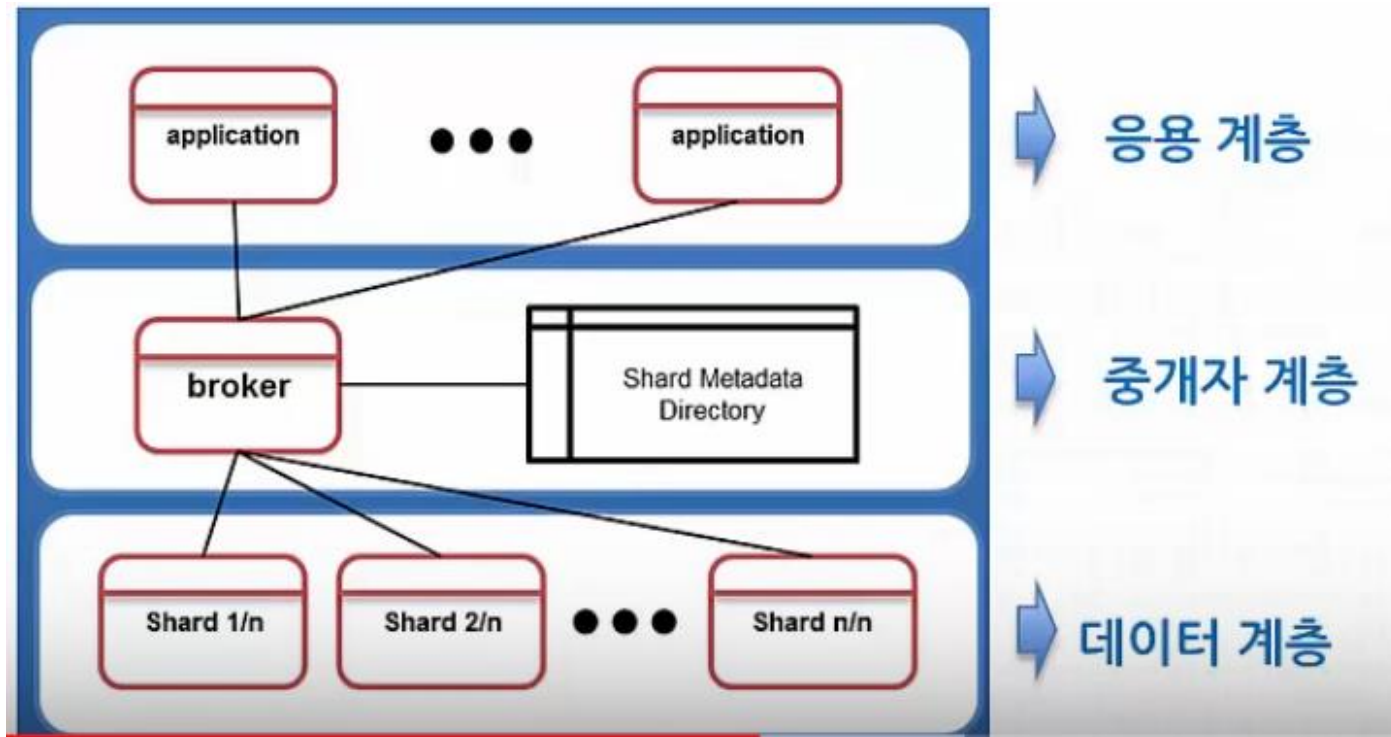 application
application
응용 계층
broker
Shard Metadata
Directory
중개자 계층
Shard 1/n
Shard 2/n
Shard n/n
데이터 계층